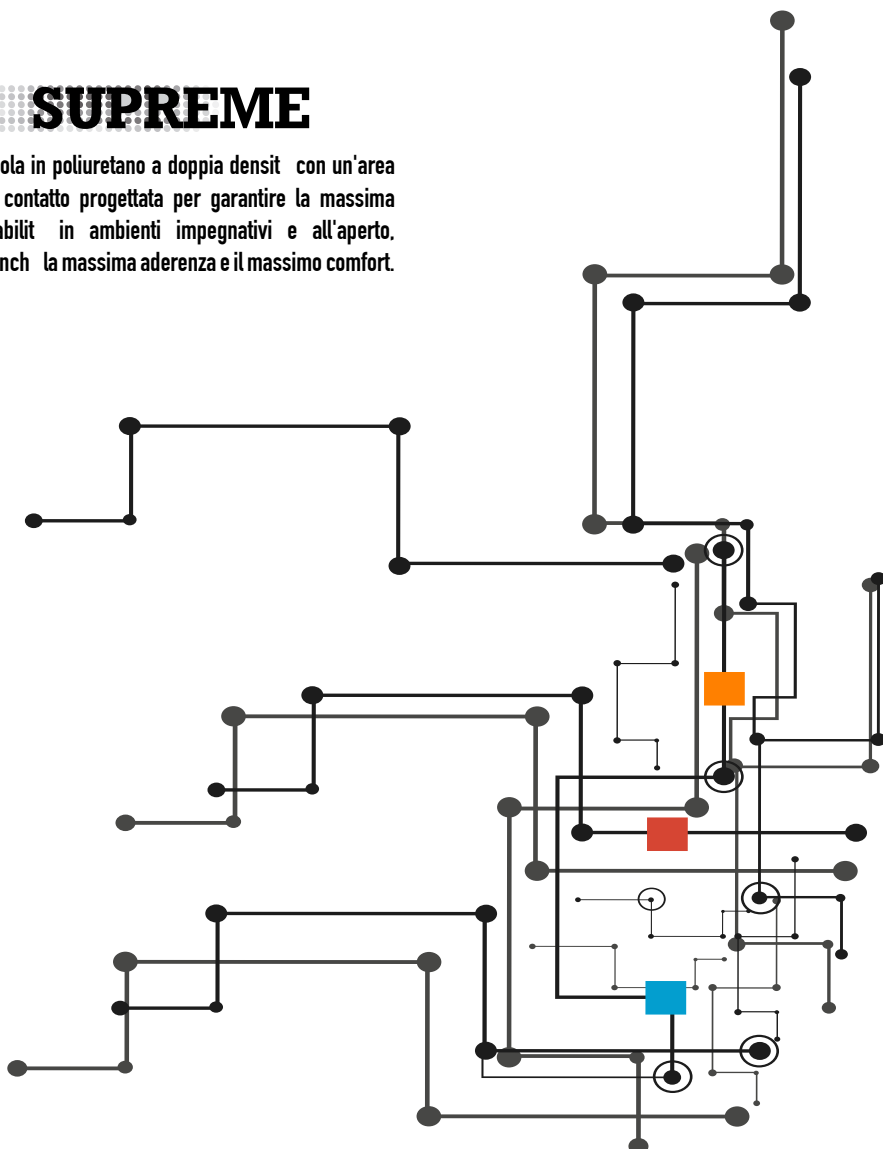 SUPREME
ola in poliuretano a doppia densit con un'area
contatto progettata per garantire la massima
abilit in ambienti impegnativi e all'aperto,
nch la massima aderenza e il massimo comfort.